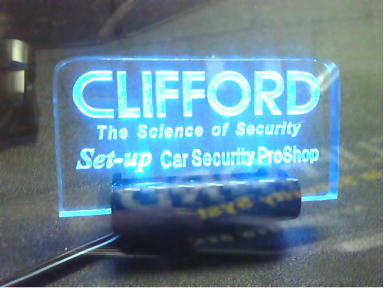 CLIFFORD
The Science of Security
Set-up Car Security ProShop